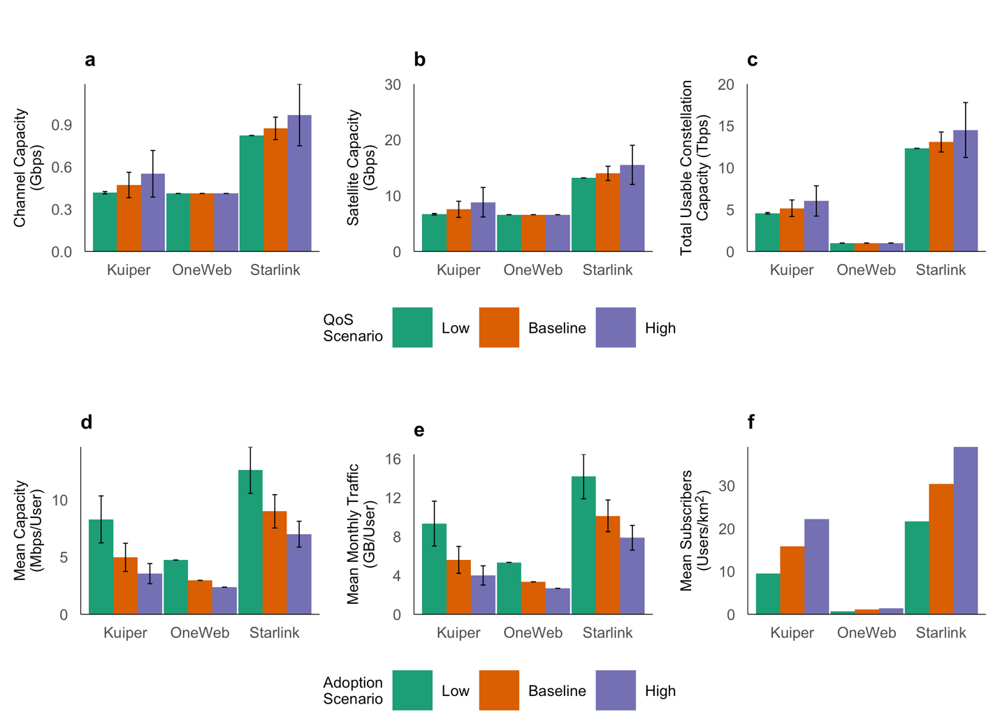 a
Channel Capacity
(Gbps)
0.9
0.6
0.3
0.0
Kuiper OneWeb Starlink
b
Satellite Capacity
(Gbps)
30
20
10
0
Kuiper OneWeb Starlink
c
Total Usable Constellation
Capacity (Tbps)
20
15
10
5
0
Kuiper OneWeb Starlink
QoS
Scenario
Low Baseline High
d
Mean Capacity
(Mbps/User)
10
5
0
Kuiper OneWeb Starlink
e
Mean Monthly Traffic
(GB/User)
16
12
8
4
0
Kuiper OneWeb Starlink
f
Mean Subscribers
(Users/km²)
30
20
10
0
Kuiper OneWeb Starlink
Adoption
Scenario
Low Baseline High